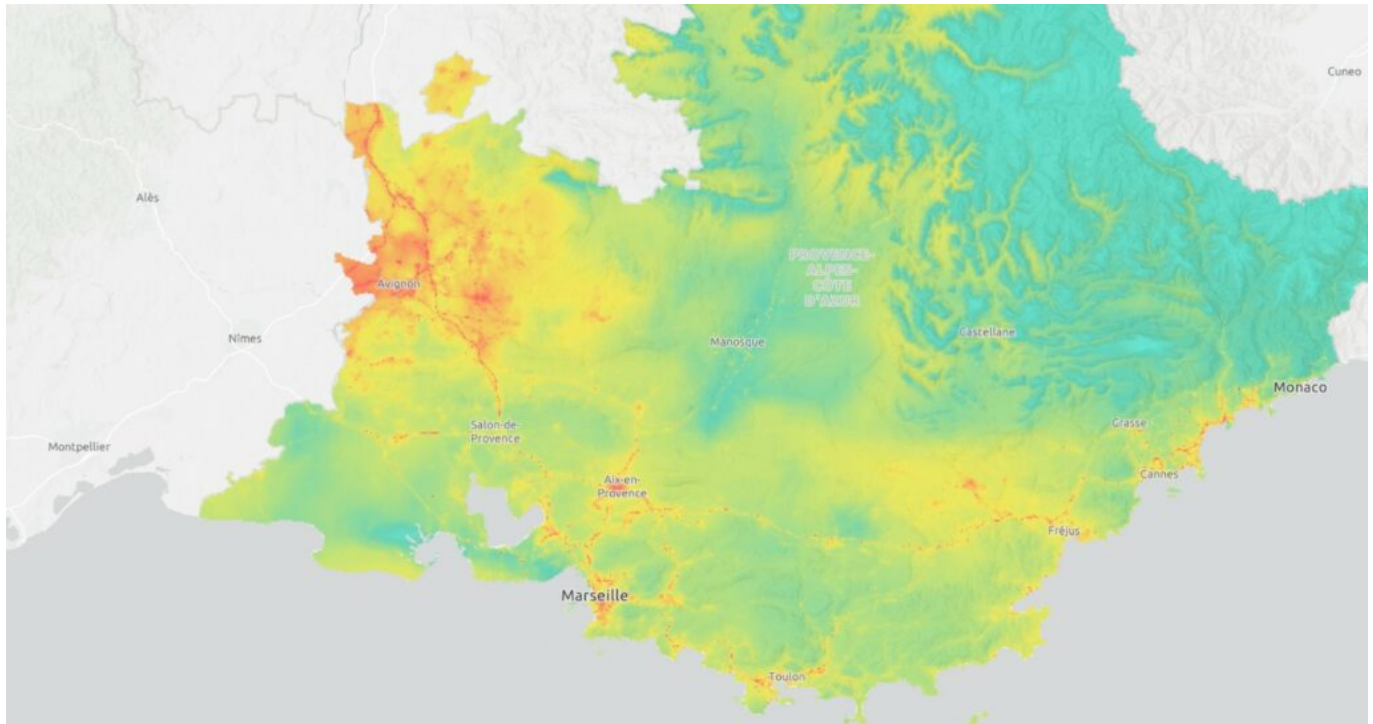 Cuneo
Alès
PROVENCE-
ALPEN-
CÔTE
D'AZUR
Avignon
Nîmes
Manosque
Castellane
Monaco
Salon-de-
Provence
Grasse
Montpellier
Cannes
Aix-en-
Provence
Fréjus
Marseille
Toulon